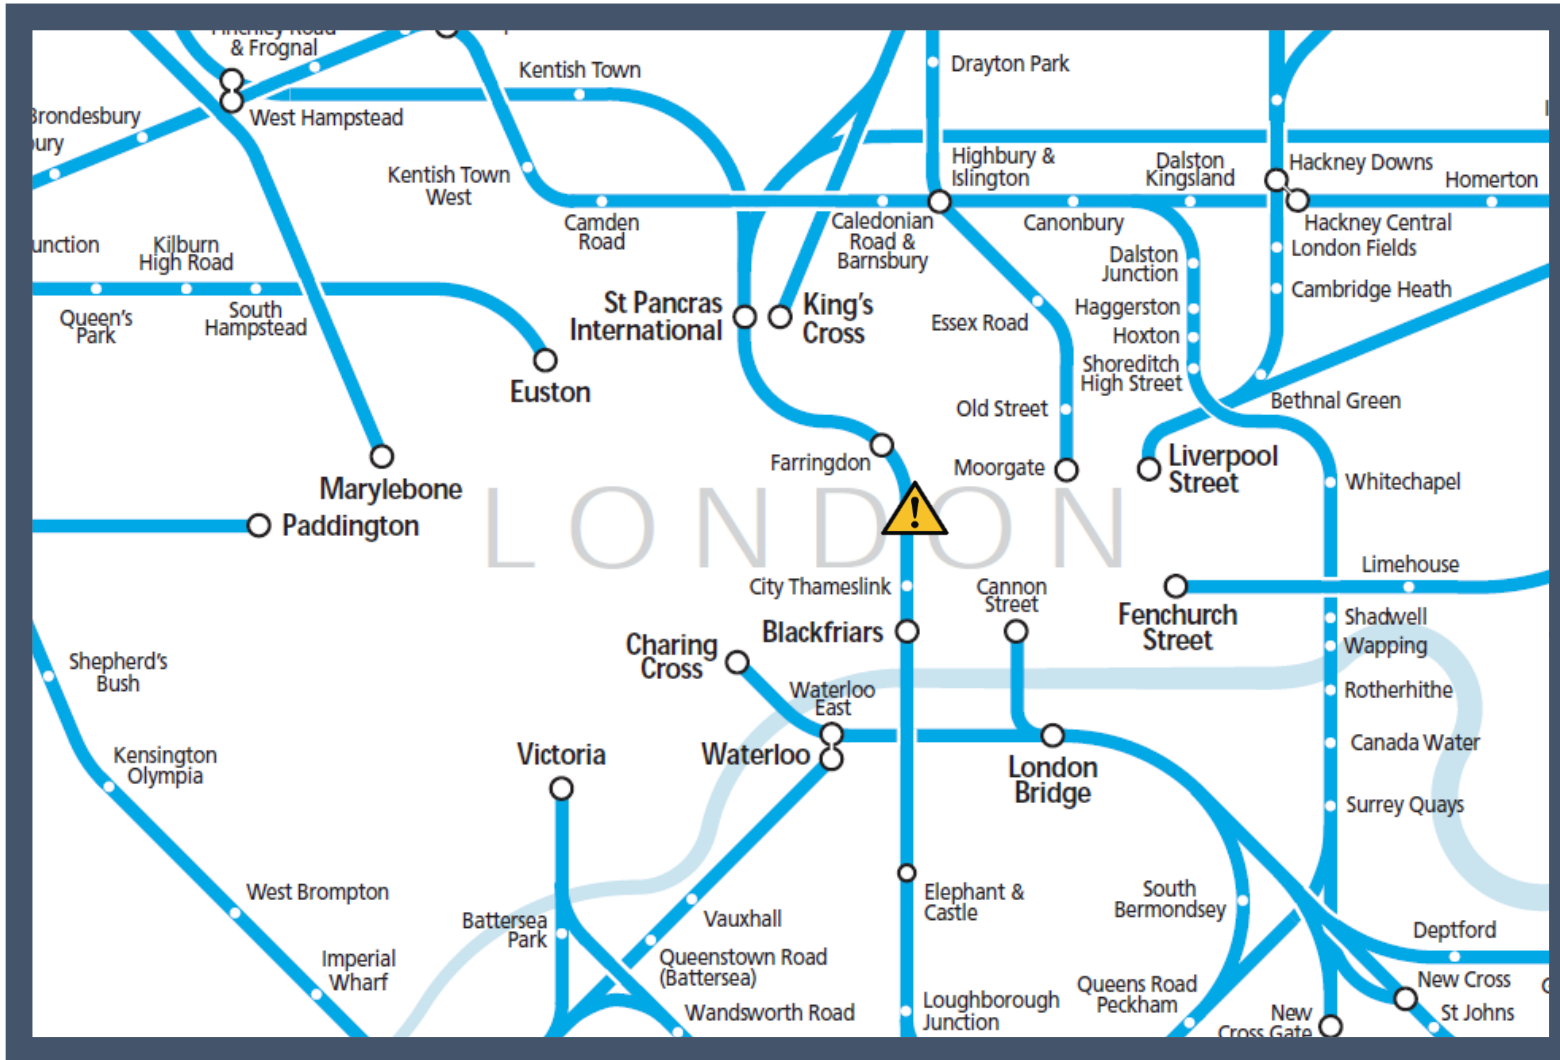 & Frognal
Kentish Town
Drayton Park
Brondesbury
West Hampstead
bury
Kentish Town
West
Highbury &
Islington
Dalston
Kingsland
Hackney Downs
Homerton
Camden
Road
Caledonian
Road &
Barnsbury
Canonbury
Hackney Central
unction
Kilburn
High Road
Dalston
Junction
London Fields
Queen's
Park
South
Hampstead
St Pancras
International
King's
Cross
Essex Road
Haggerston
Cambridge Heath
Hoxton
Shoreditch
High Street
Euston
Old Street
Bethnal Green
Farringdon
Moorgate
Liverpool
Street
Marylebone
Whitechapel
LONDON
Paddington
!
City Thameslink
Cannon
Street
Limehouse
Fenchurch
Street
Blackfriars
Charing
Cross
Shadwell
Wapping
Shepherd's
Bush
Waterloo
East
Rotherhithe
Kensington
Olympia
Victoria
Waterloo
London
Bridge
Canada Water
Surrey Quays
West Brompton
Battersea
Park
Vauxhall
Elephant &
Castle
South
Bermondsey
Deptford
Imperial
Wharf
Queenstown Road
(Battersea)
Queens Road
Peckham
New Cross
Wandsworth Road
Loughborough
Junction
New
Cross Gate
St Johns